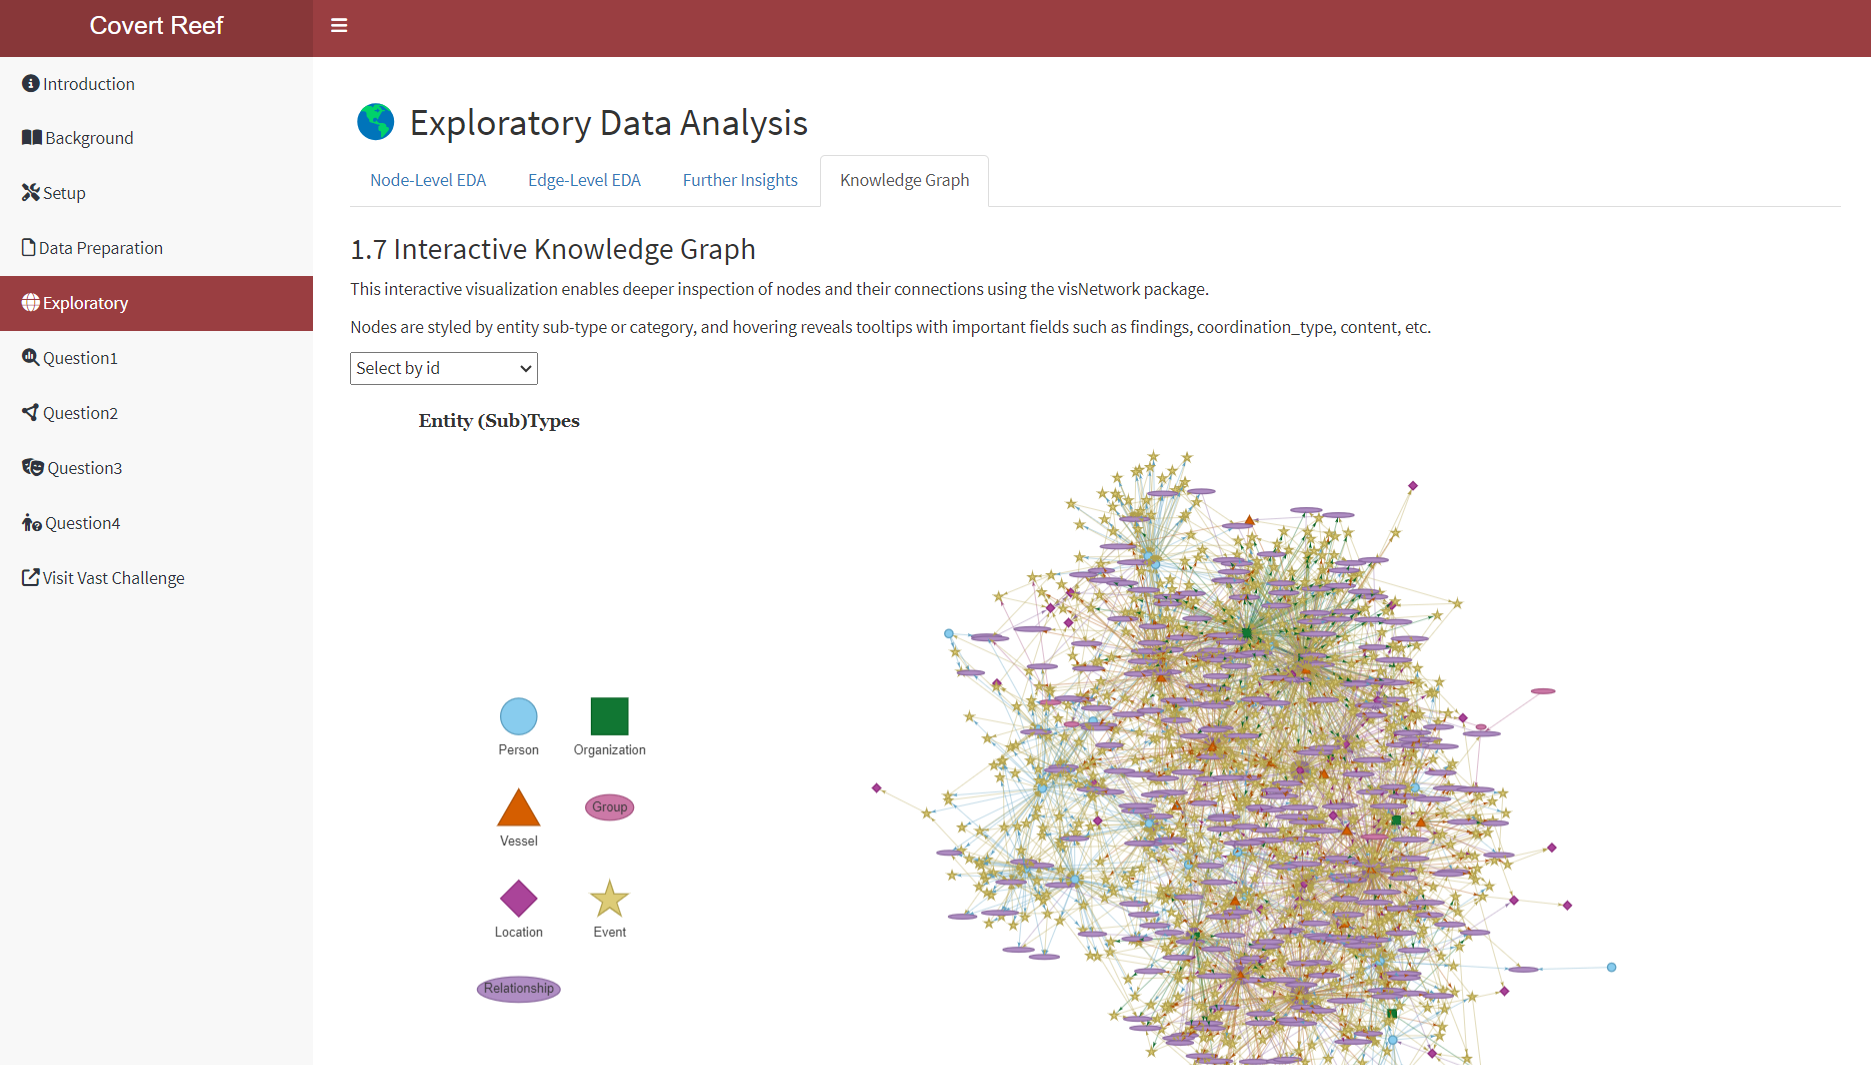 Covert Reef
Introduction
Background
Setup
Data Preparation
Exploratory
Question1
Question2
Question3
Question4
Visit Vast Challenge
Exploratory Data Analysis
Node-Level EDA
Edge-Level EDA
Further Insights
Knowledge Graph
1.7 Interactive Knowledge Graph
This interactive visualization enables deeper inspection of nodes and their connections using the visNetwork package.
Nodes are styled by entity sub-type or category, and hovering reveals tooltips with important fields such as findings, coordination_type, content, etc.
Select by id
Entity (Sub)Types
Person
Organization
Vessel
Group
Location
Event
Relationship